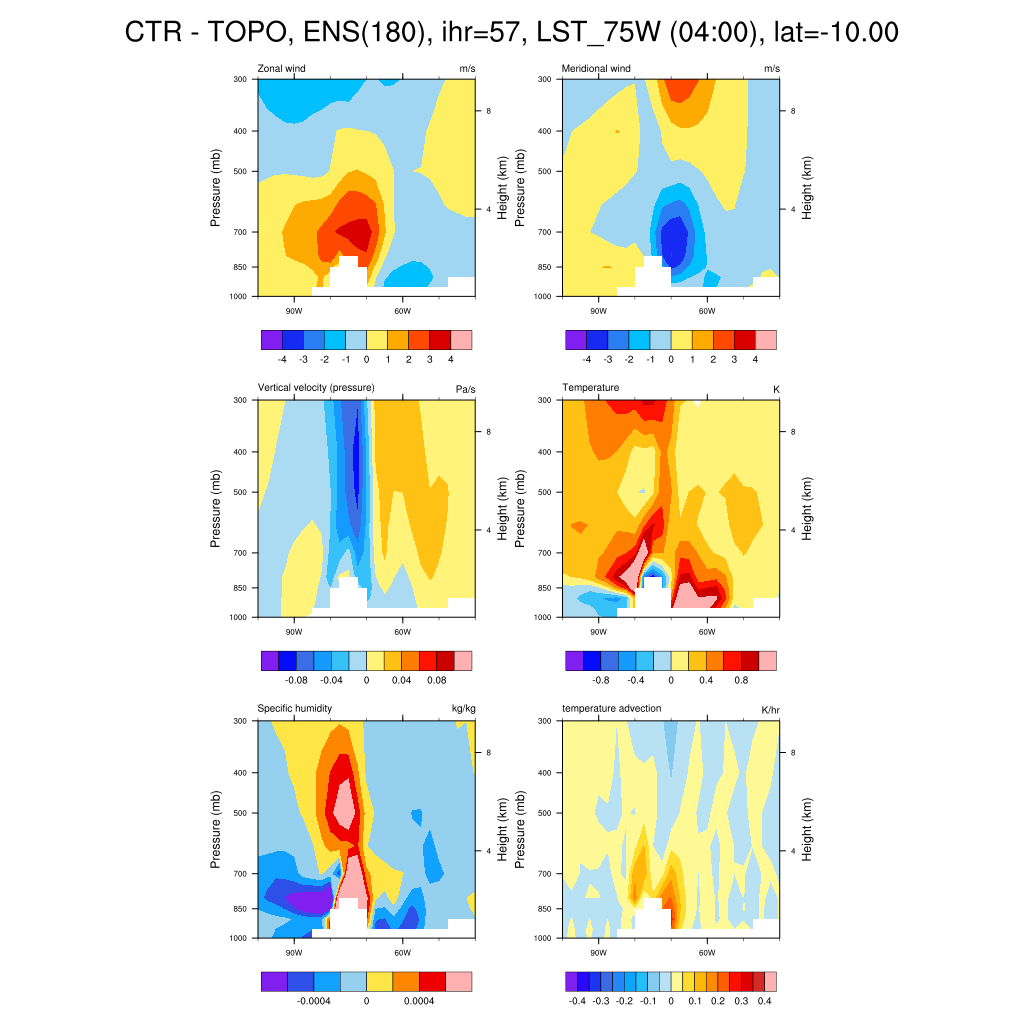 CTR - TOPO, ENS(180), ihr=57, LST_75W (04:00), lat=-10.00
Zonal wind m/s
300
400
500
700
850
1000
Pressure (mb)
8
4
Height (km)
90W 60W
-4 -3 -2 -1 0 1 2 3 4
Meridional wind m/s
300
400
500
700
850
1000
Pressure (mb)
8
4
Height (km)
90W 60W
-4 -3 -2 -1 0 1 2 3 4
Vertical velocity (pressure) Pa/s
300
400
500
700
850
1000
Pressure (mb)
8
4
Height (km)
90W 60W
-0.08 -0.04 0 0.04 0.08
Temperature K
300
400
500
700
850
1000
Pressure (mb)
8
4
Height (km)
90W 60W
-0.8 -0.4 0 0.4 0.8
Specific humidity kg/kg
300
400
500
700
850
1000
Pressure (mb)
8
4
Height (km)
90W 60W
-0.0004 0 0.0004
temperature advection K/hr
300
400
500
700
850
1000
Pressure (mb)
8
4
Height (km)
90W 60W
-0.4 -0.3 -0.2 -0.1 0 0.1 0.2 0.3 0.4